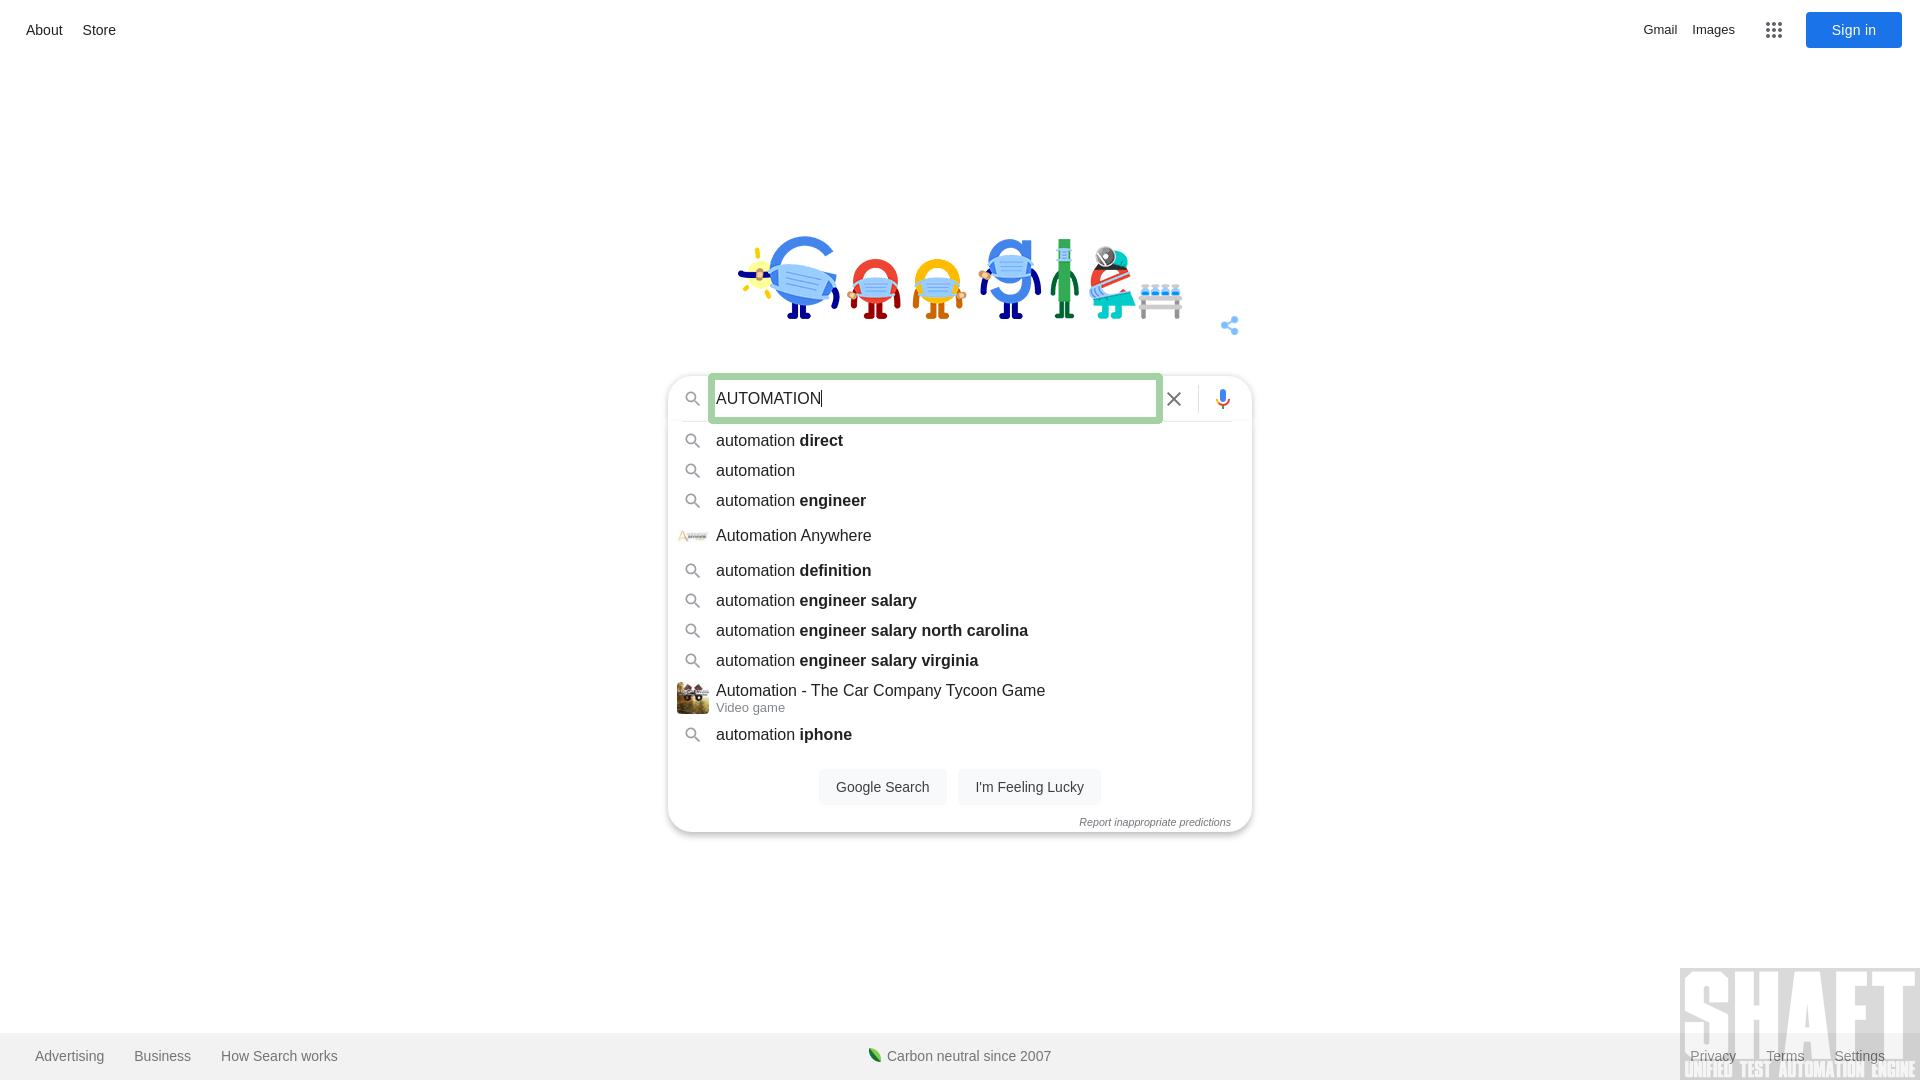 About Store
Gmail Images Sign in
Google
AUTOMATION
automation direct
automation
automation engineer
Automation Anywhere
automation definition
automation engineer salary
automation engineer salary north carolina
automation engineer salary virginia
Automation - The Car Company Tycoon Game
Video game
automation iphone
Google Search I'm Feeling Lucky
Report inappropriate predictions
SHAFT
UNIFIED TEST AUTOMATION ENGINE
Advertising Business How Search works
Carbon neutral since 2007
Privacy Terms Settings